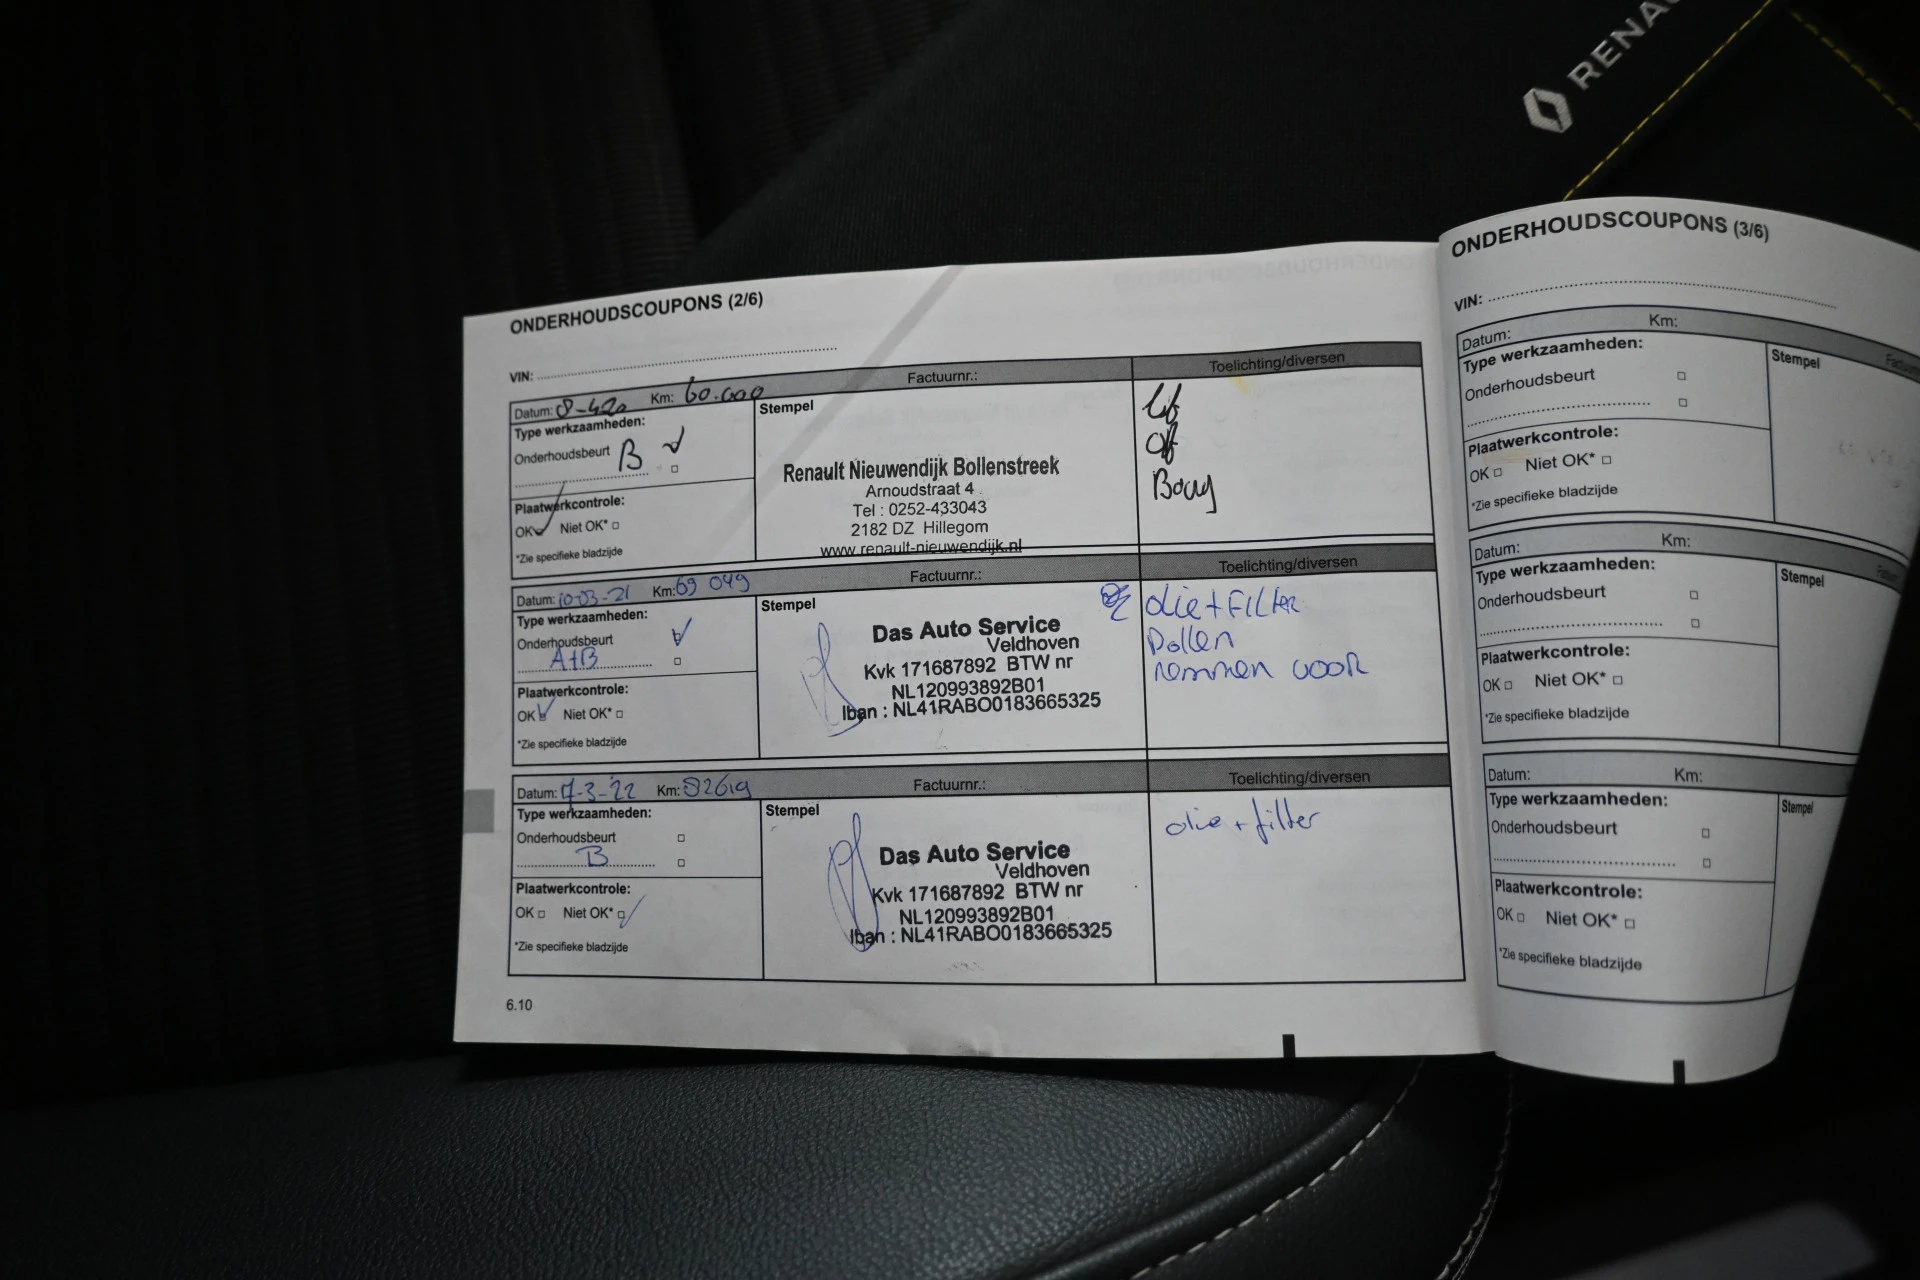 RENA
ONDERHOUDSCOUPONS (2/6)
VIN:
Datum: 8-420 Km: 60.000 Factuurnr.: Toelichting/diversen
Type werkzaamheden:
Onderhoudsbeurt B
Plaatwerkcontrole:
OK Niet OK*
*Zie specifieke bladzijde
Stempel
Renault Nieuwendijk Bollenstreek
Arnoudstraat 4
Tel : 0252-433043
2182 DZ Hillegom
www.renault-nieuwendijk.nl
Datum: 10-03-21 Km: 69 049 Factuurnr.: Toelichting/diversen
Type werkzaamheden:
Onderhoudsbeurt
A+B
Plaatwerkcontrole:
OK Niet OK*
*Zie specifieke bladzijde
Stempel
Das Auto Service
Veldhoven
Kvk 171687892 BTW nr
NL120993892B01
Iban : NL41RABO0183665325
olie + FILTER
Pollen
remmen voor
Datum: 17-3-'22 Km: 82619 Factuurnr.: Toelichting/diversen
Type werkzaamheden:
Onderhoudsbeurt
B
Plaatwerkcontrole:
OK Niet OK*
*Zie specifieke bladzijde
Stempel
Das Auto Service
Veldhoven
Kvk 171687892 BTW nr
NL120993892B01
Iban : NL41RABO0183665325
olie + filter
6.10
ONDERHOUDSCOUPONS (3/6)
VIN:
Datum: Km:
Type werkzaamheden:
Onderhoudsbeurt
Plaatwerkcontrole:
OK Niet OK*
*Zie specifieke bladzijde
Stempel
Datum: Km:
Type werkzaamheden:
Onderhoudsbeurt
Plaatwerkcontrole:
OK Niet OK*
*Zie specifieke bladzijde
Stempel
Datum: Km:
Type werkzaamheden:
Onderhoudsbeurt
Plaatwerkcontrole:
OK Niet OK*
*Zie specifieke bladzijde
Stempel